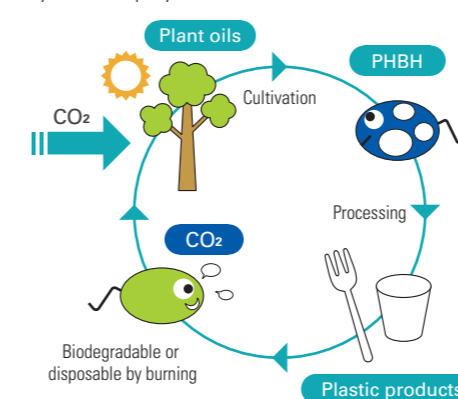 Plant oils
PHBH
Cultivation
CO₂
Processing
CO₂
Biodegradable or
disposable by burning
Plastic products